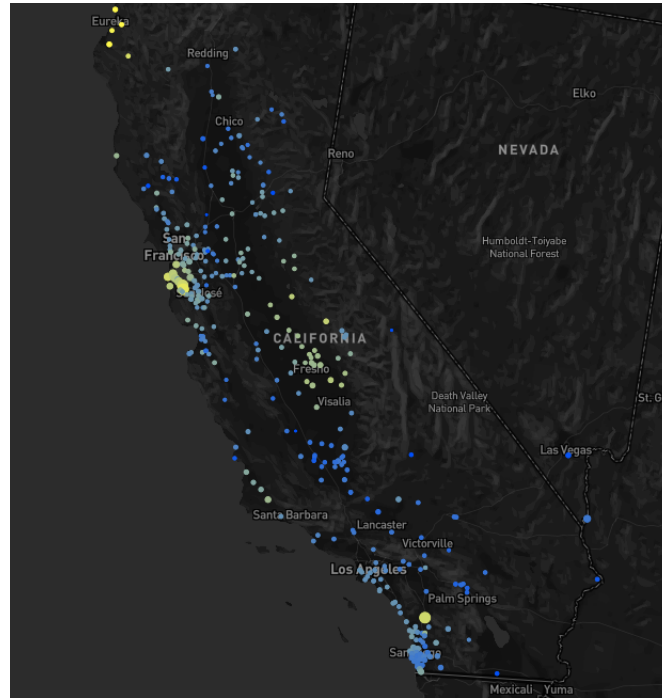 Eureka
Redding
Elko
Chico
NEVADA
Reno
San
Francisco
Humboldt-Toiyabe
National Forest
San José
CALIFORNIA
Fresno
Visalia
Death Valley
National Park
St. G
Las Vegas
Santa Barbara
Lancaster
Victorville
Los Angeles
Palm Springs
San Diego
Mexicali
Yuma